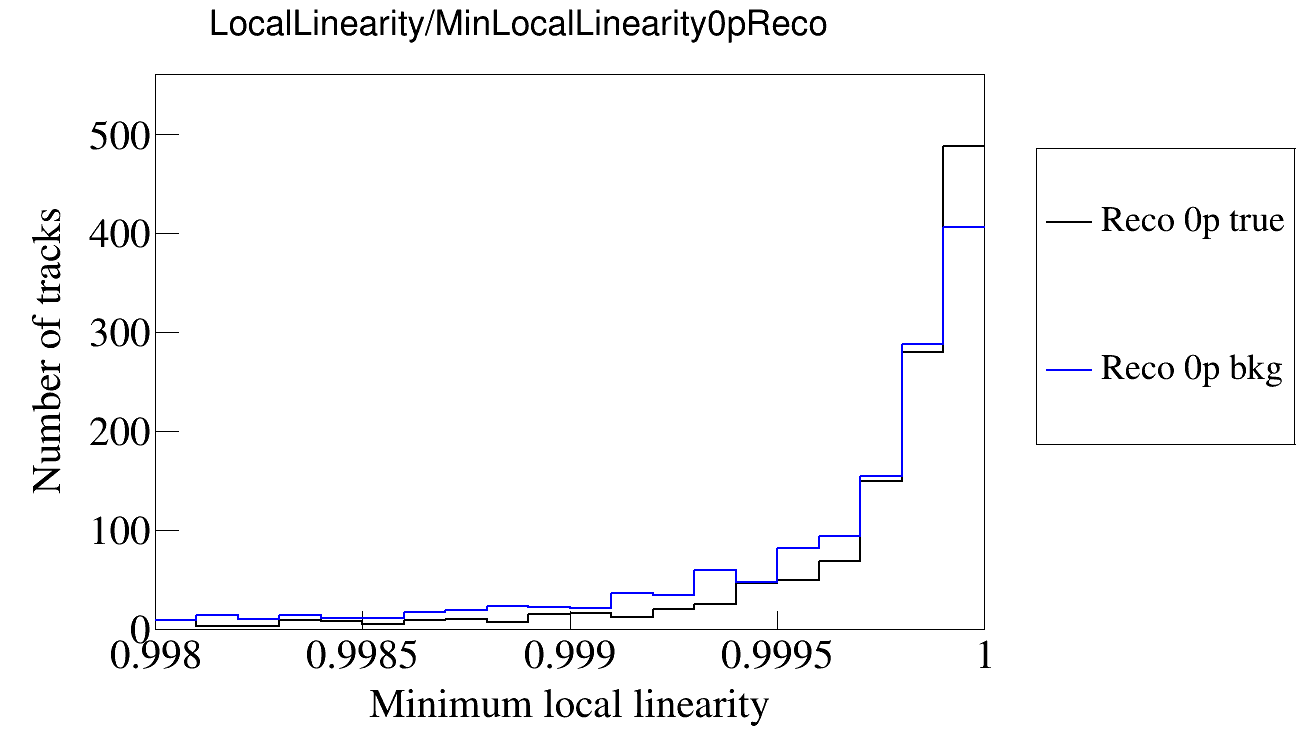 LocalLinearity/MinLocalLinearity0pReco
Number of tracks
500
400
300
200
100
0
0.998 0.9985 0.999 0.9995 1
Minimum local linearity
Reco 0p true
Reco 0p bkg